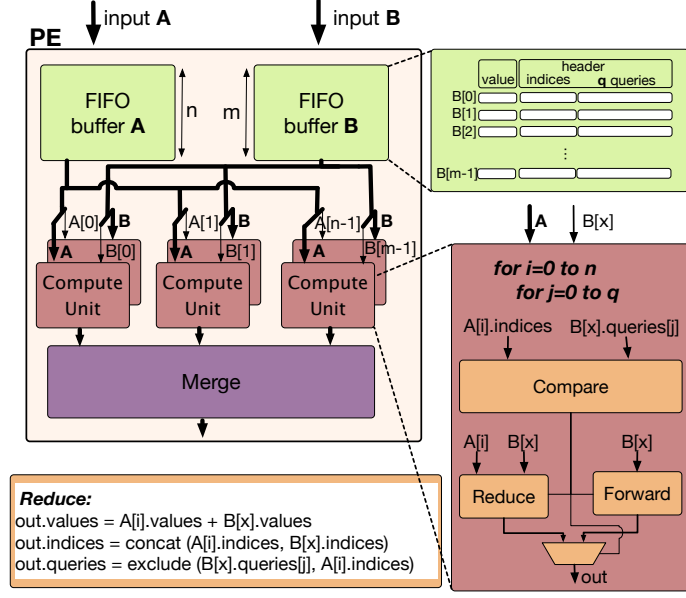 input A
input B
PE
FIFO
buffer A
n
m
FIFO
buffer B
header
value
indices
q queries
B[0]
B[1]
B[2]
⋮
B[m-1]
A[0]
B
A[1]
B
A[n-1]
B
A
B[0]
A
B[1]
A
B[m-1]
Compute
Unit
Compute
Unit
Compute
Unit
Merge
A
B[x]
for i=0 to n
for j=0 to q
A[i].indices
B[x].queries[j]
Compare
A[i]
B[x]
B[x]
Reduce
Forward
out
Reduce:
out.values = A[i].values + B[x].values
out.indices = concat (A[i].indices, B[x].indices)
out.queries = exclude (B[x].queries[j], A[i].indices)